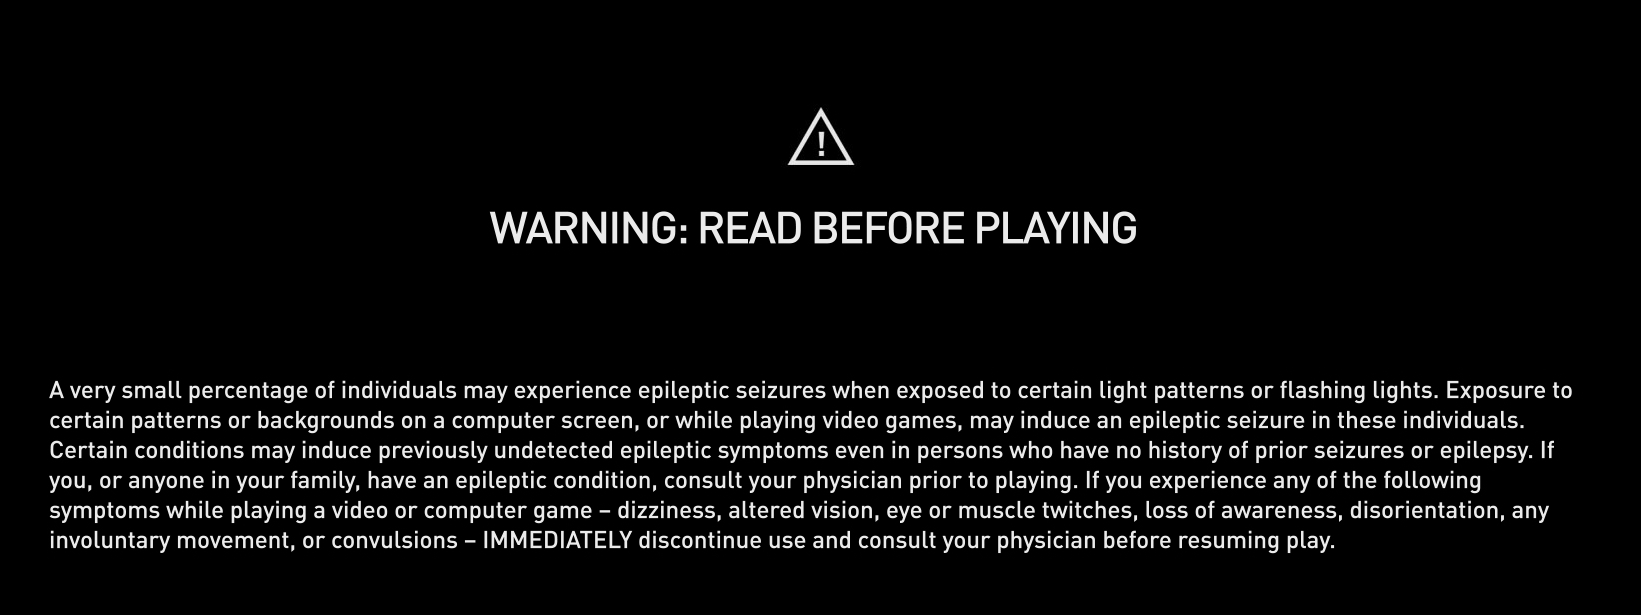 !
WARNING: READ BEFORE PLAYING
A very small percentage of individuals may experience epileptic seizures when exposed to certain light patterns or flashing lights. Exposure to
certain patterns or backgrounds on a computer screen, or while playing video games, may induce an epileptic seizure in these individuals.
Certain conditions may induce previously undetected epileptic symptoms even in persons who have no history of prior seizures or epilepsy. If
you, or anyone in your family, have an epileptic condition, consult your physician prior to playing. If you experience any of the following
symptoms while playing a video or computer game – dizziness, altered vision, eye or muscle twitches, loss of awareness, disorientation, any
involuntary movement, or convulsions – IMMEDIATELY discontinue use and consult your physician before resuming play.